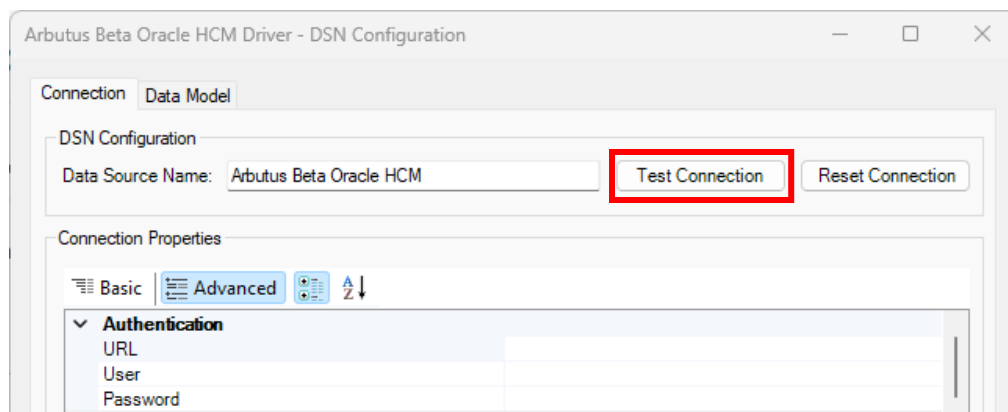 Arbutus Beta Oracle HCM Driver - DSN Configuration
Connection Data Model
DSN Configuration
Data Source Name: Arbutus Beta Oracle HCM Test Connection Reset Connection
Connection Properties
Basic Advanced
Authentication
URL
User
Password